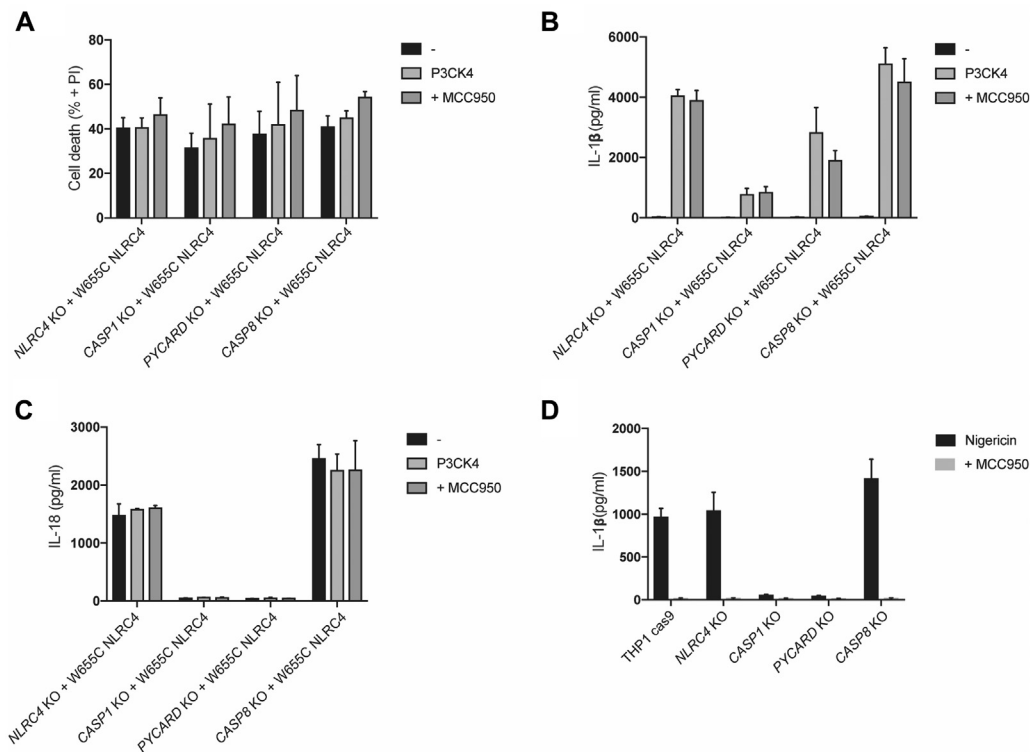 A
Cell death (% + PI)
80
60
40
20
0
-
P3CK4
+ MCC950
NLRC4 KO + W655C NLRC4
CASP1 KO + W655C NLRC4
PYCARD KO + W655C NLRC4
CASP8 KO + W655C NLRC4
B
IL-1β (pg/ml)
6000
4000
2000
0
-
P3CK4
+ MCC950
NLRC4 KO + W655C NLRC4
CASP1 KO + W655C NLRC4
PYCARD KO + W655C NLRC4
CASP8 KO + W655C NLRC4
C
IL-18 (pg/ml)
3000
2000
1000
0
-
P3CK4
+ MCC950
NLRC4 KO + W655C NLRC4
CASP1 KO + W655C NLRC4
PYCARD KO + W655C NLRC4
CASP8 KO + W655C NLRC4
D
IL-1β(pg/ml)
2000
1500
1000
500
0
Nigericin
+ MCC950
THP1 cas9
NLRC4 KO
CASP1 KO
PYCARD KO
CASP8 KO